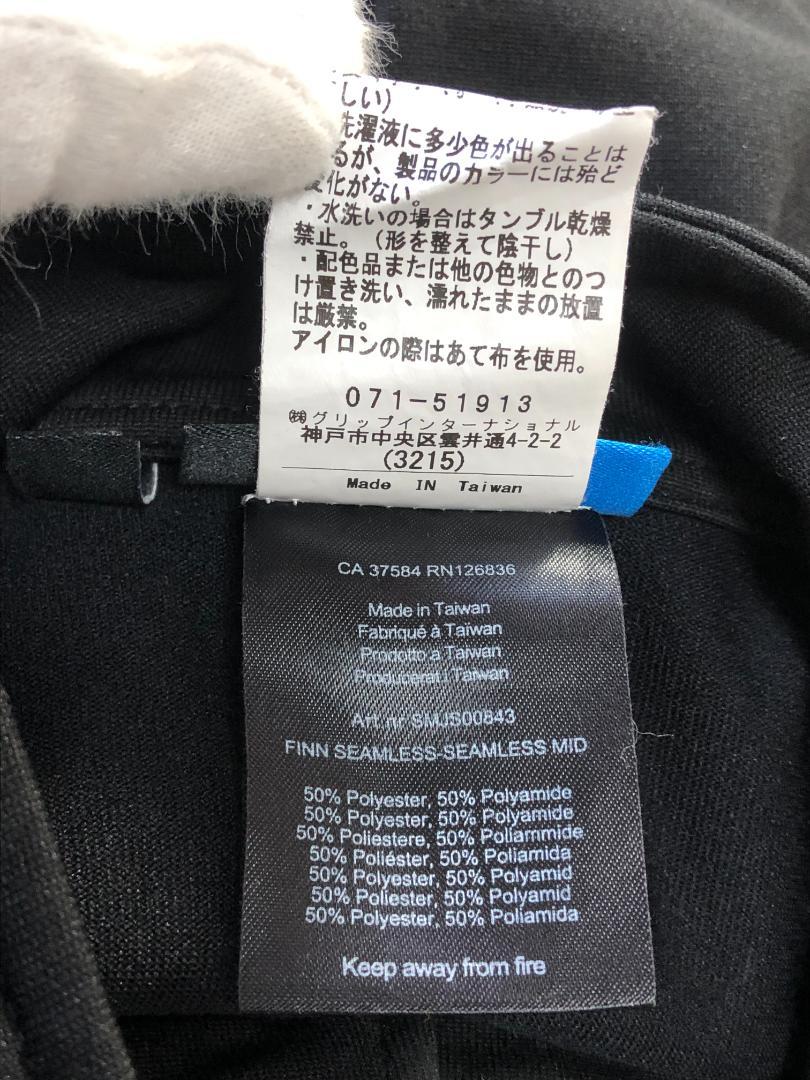 しい)
洗濯液に多少色が出ることは
るが、製品のカラーには殆ど
変化がない。
・水洗いの場合はタンブル乾燥
禁止。(形を整えて陰干し)
・配色品または他の色物とのつ
け置き洗い、濡れたままの放置
は厳禁。
アイロンの際はあて布を使用。
071-51913
㈱グリップインターナショナル
神戸市中央区雲井通4-2-2
(3215)
Made IN Taiwan
CA 37584 RN126836
Made in Taiwan
Fabriqué à Taïwan
Prodotto a Taiwan
Producerat i Taiwan
Art.nr SMJS00843
FINN SEAMLESS-SEAMLESS MID
50% Polyester, 50% Polyamide
50% Polyester, 50% Polyamide
50% Poliestere, 50% Poliammide
50% Poliéster, 50% Poliamida
50% Polyester, 50% Polyamid
50% Poliester, 50% Polyamid
50% Polyester, 50% Poliamida
Keep away from fire